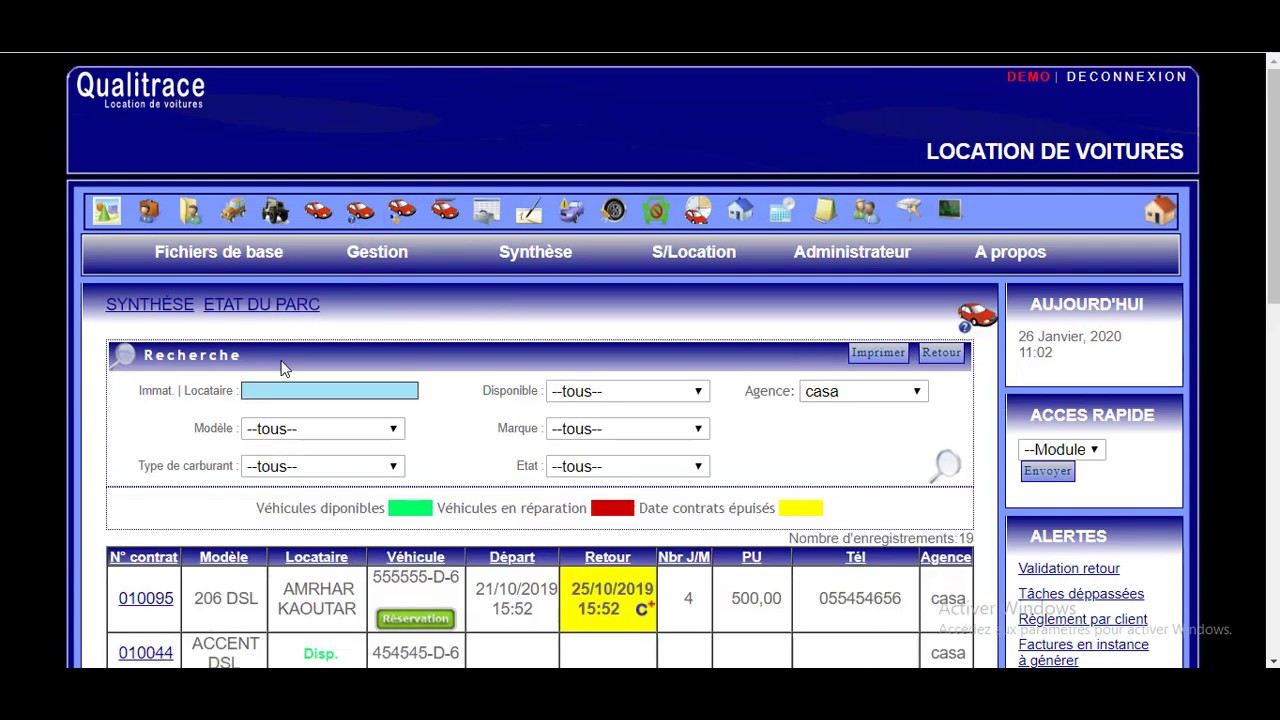 Qualitrace
Location de voitures
DEMO | DECONNEXION
LOCATION DE VOITURES
Fichiers de base Gestion Synthèse S/Location Administrateur A propos
SYNTHÈSE ETAT DU PARC
Recherche Imprimer Retour
Immat. | Locataire : Disponible : --tous-- Agence: casa
Modèle : --tous-- Marque : --tous--
Type de carburant : --tous-- Etat : --tous--
Véhicules diponibles Véhicules en réparation Date contrats épuisés
Nombre d'enregistrements:19
N° contrat Modèle Locataire Véhicule Départ Retour Nbr J/M PU Tél Agence
010095 206 DSL AMRHAR KAOUTAR 555555-D-6 Réservation 21/10/2019 15:52 25/10/2019 15:52 C+ 4 500,00 055454656 casa
010044 ACCENT DSL Disp. 454545-D-6 casa
AUJOURD'HUI
26 Janvier, 2020
11:02
ACCES RAPIDE
--Module
Envoyer
ALERTES
Validation retour
Tâches déppassées
Règlement par client
Factures en instance
à générer
Activer Windows
Accédez aux paramètres pour activer Windows.